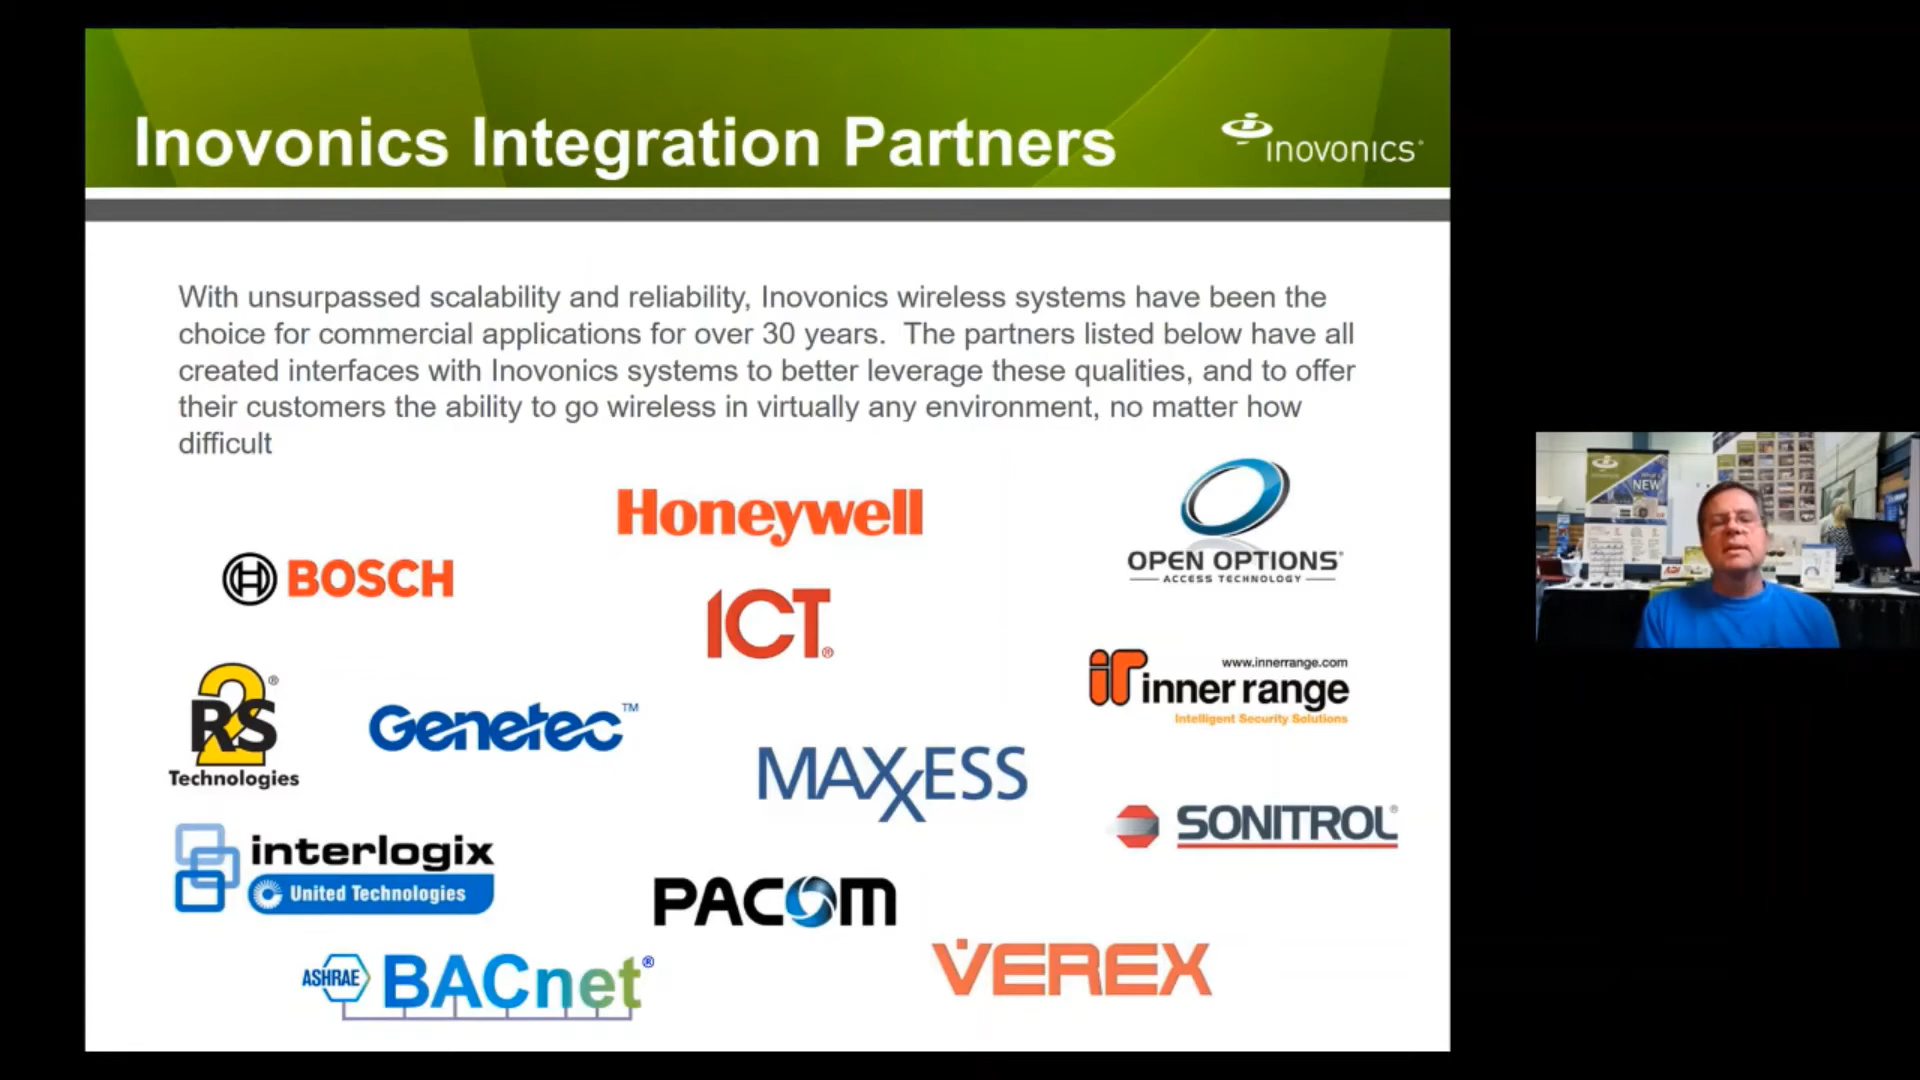 Inovonics Integration Partners
inovonics
With unsurpassed scalability and reliability, Inovonics wireless systems have been the
choice for commercial applications for over 30 years.  The partners listed below have all
created interfaces with Inovonics systems to better leverage these qualities, and to offer
their customers the ability to go wireless in virtually any environment, no matter how
difficult
Honeywell
OPEN OPTIONS®
ACCESS TECHNOLOGY
BOSCH
ICT®
RS2®
Technologies
Genetec™
www.innerrange.com
inner range
Intelligent Security Solutions
MAXXESS
SONITROL®
interlogix
United Technologies
PACOM
ASHRAE BACnet®
VEREX
NEW